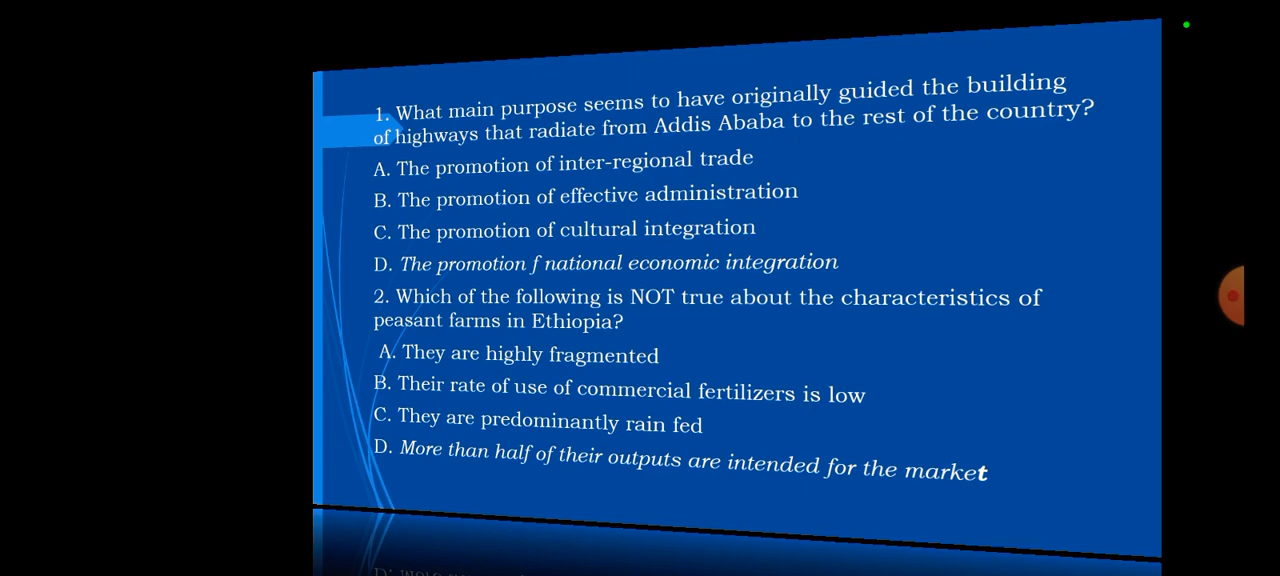 1. What main purpose seems to have originally guided the building
of highways that radiate from Addis Ababa to the rest of the country?
A. The promotion of inter-regional trade
B. The promotion of effective administration
C. The promotion of cultural integration
D. The promotion f national economic integration
2. Which of the following is NOT true about the characteristics of
peasant farms in Ethiopia?
A. They are highly fragmented
B. Their rate of use of commercial fertilizers is low
C. They are predominantly rain fed
D. More than half of their outputs are intended for the market